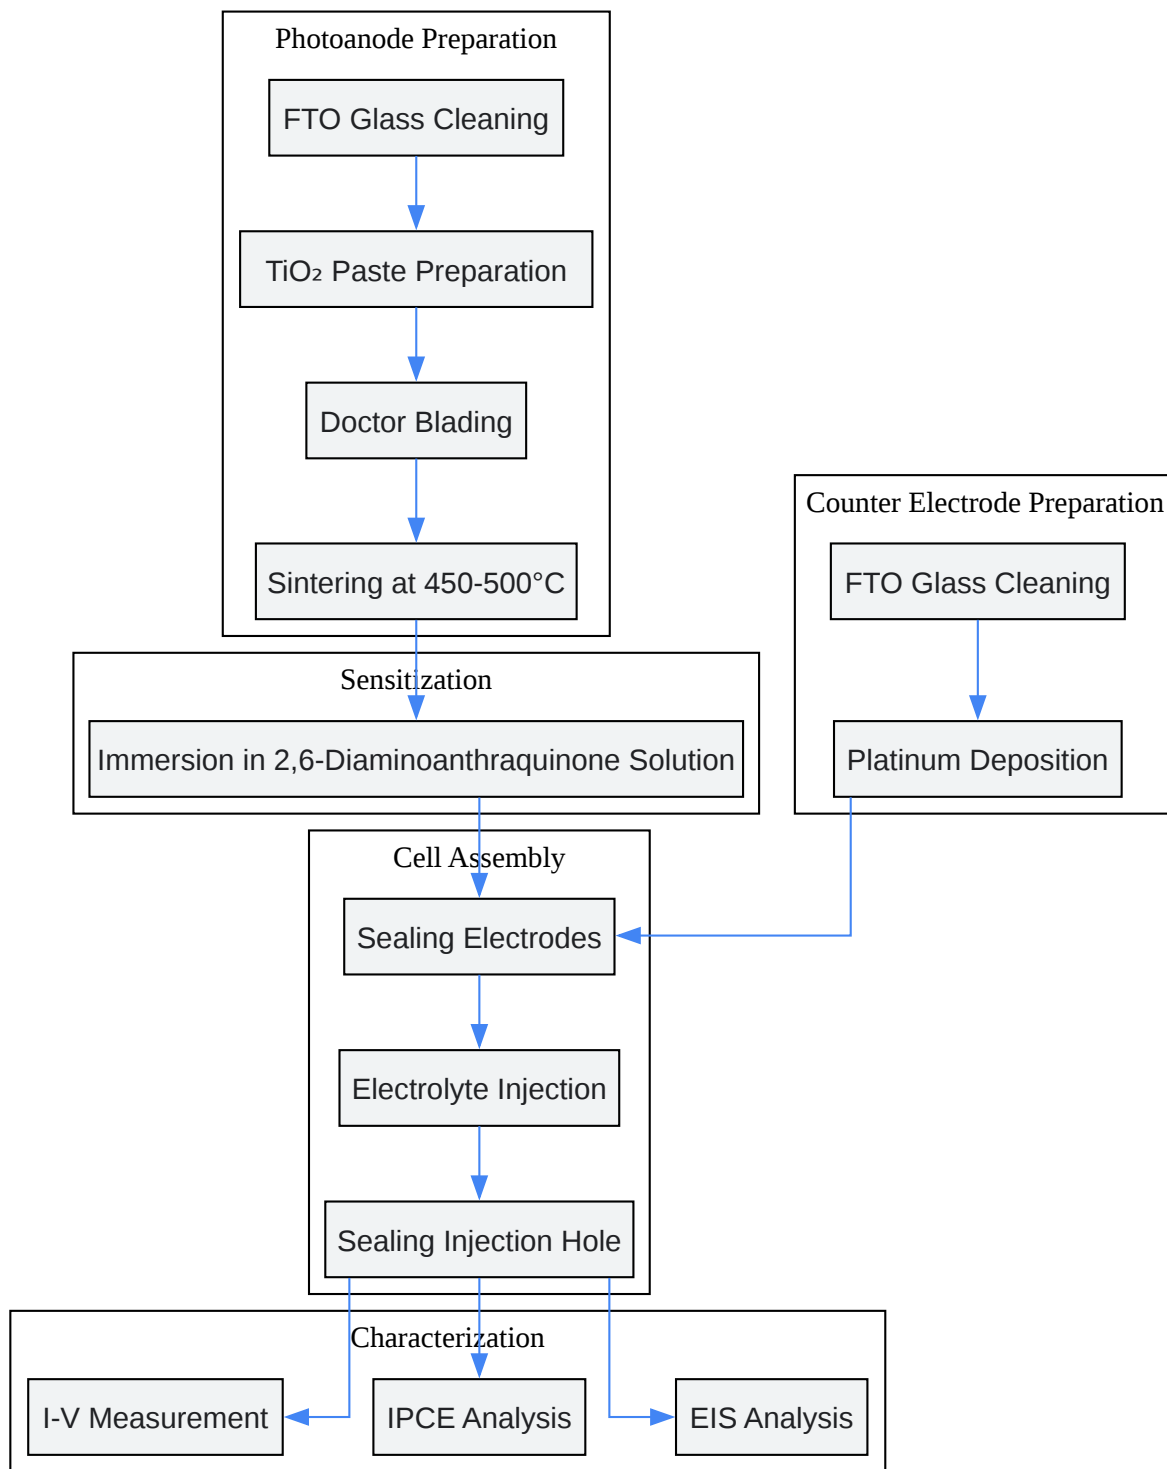 Photoanode Preparation
FTO Glass Cleaning
TiO₂ Paste Preparation
Doctor Blading
Sintering at 450-500°C
Counter Electrode Preparation
FTO Glass Cleaning
Platinum Deposition
Sensitization
Immersion in 2,6-Diaminoanthraquinone Solution
Cell Assembly
Sealing Electrodes
Electrolyte Injection
Sealing Injection Hole
Characterization
I-V Measurement
IPCE Analysis
EIS Analysis